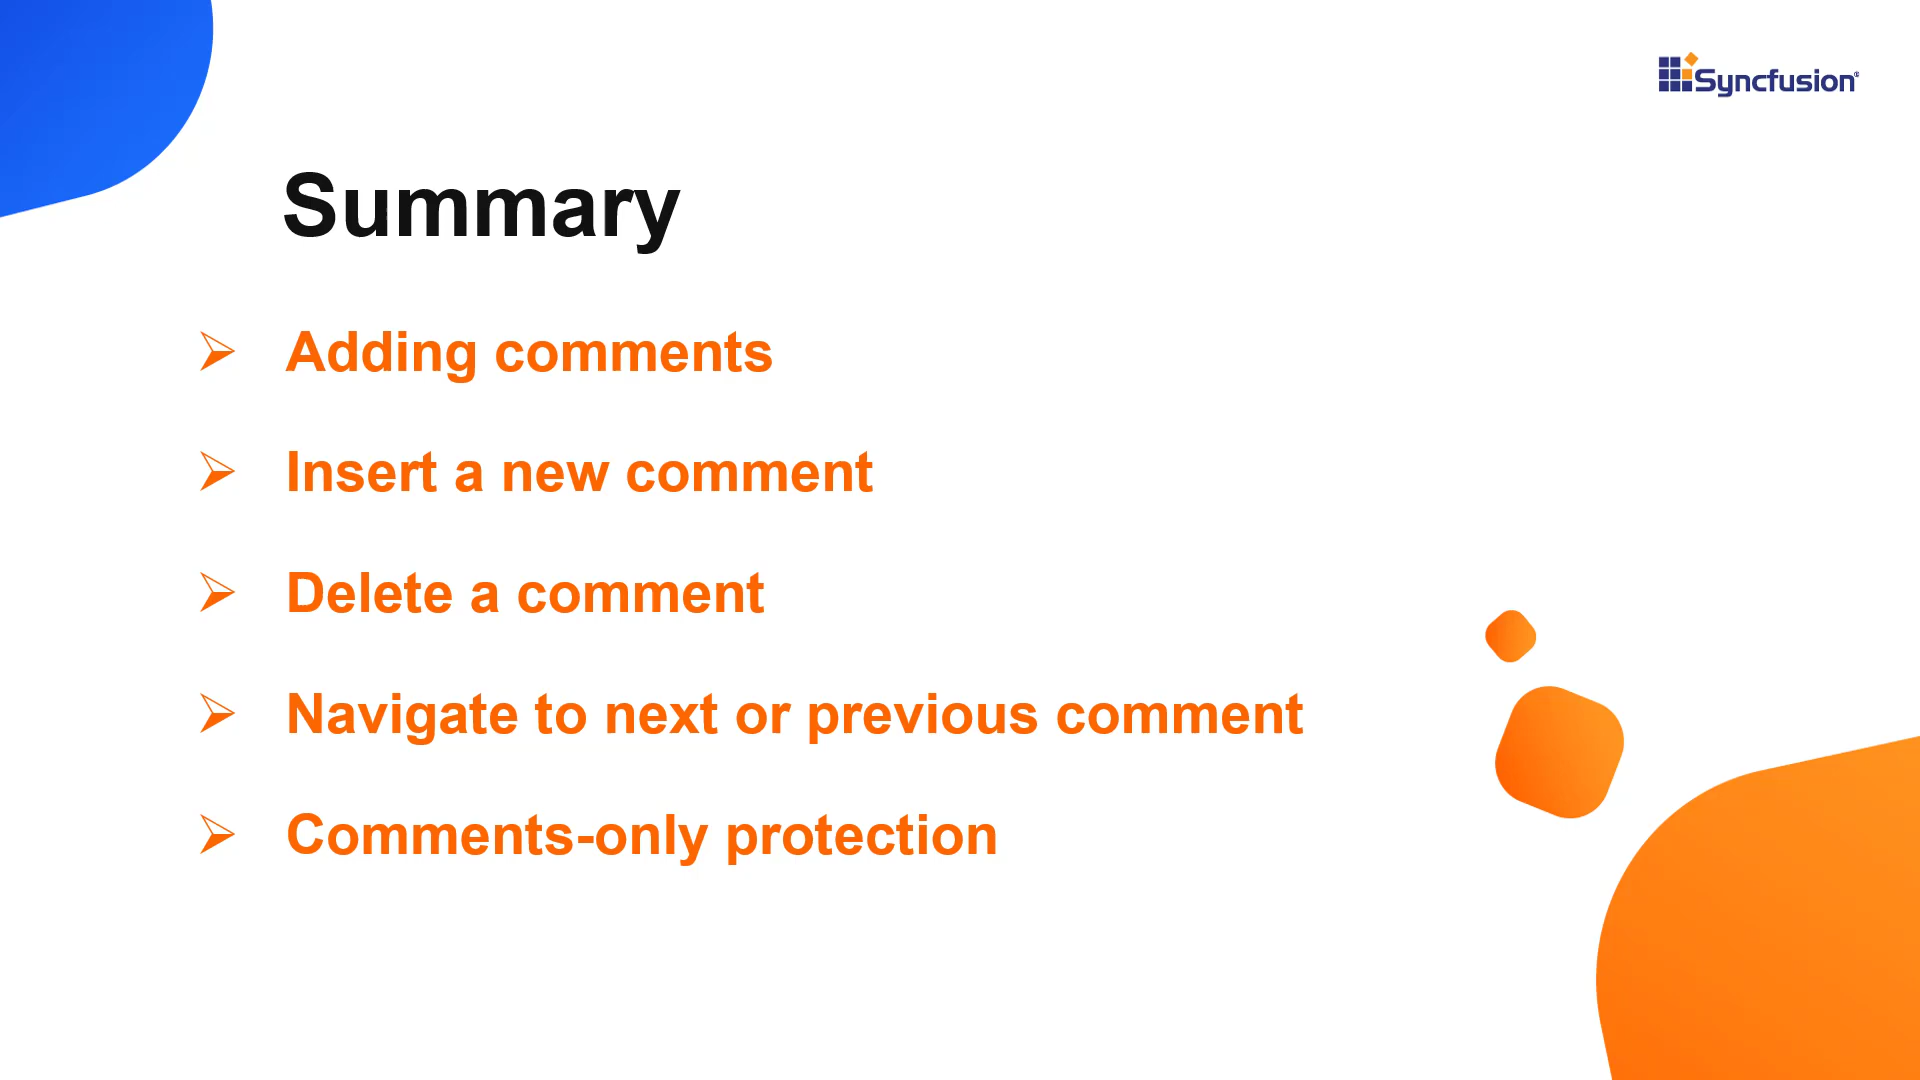 Syncfusion®
Summary
➢ Adding comments
➢ Insert a new comment
➢ Delete a comment
➢ Navigate to next or previous comment
➢ Comments-only protection